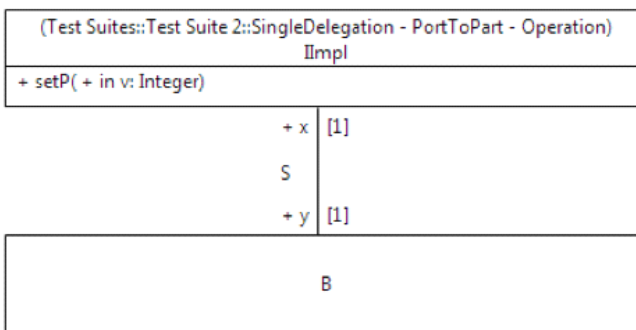 (Test Suites::Test Suite 2::SingleDelegation - PortToPart - Operation)
IImpl
+ setP( + in v: Integer)
+ x [1]
S
+ y [1]
B